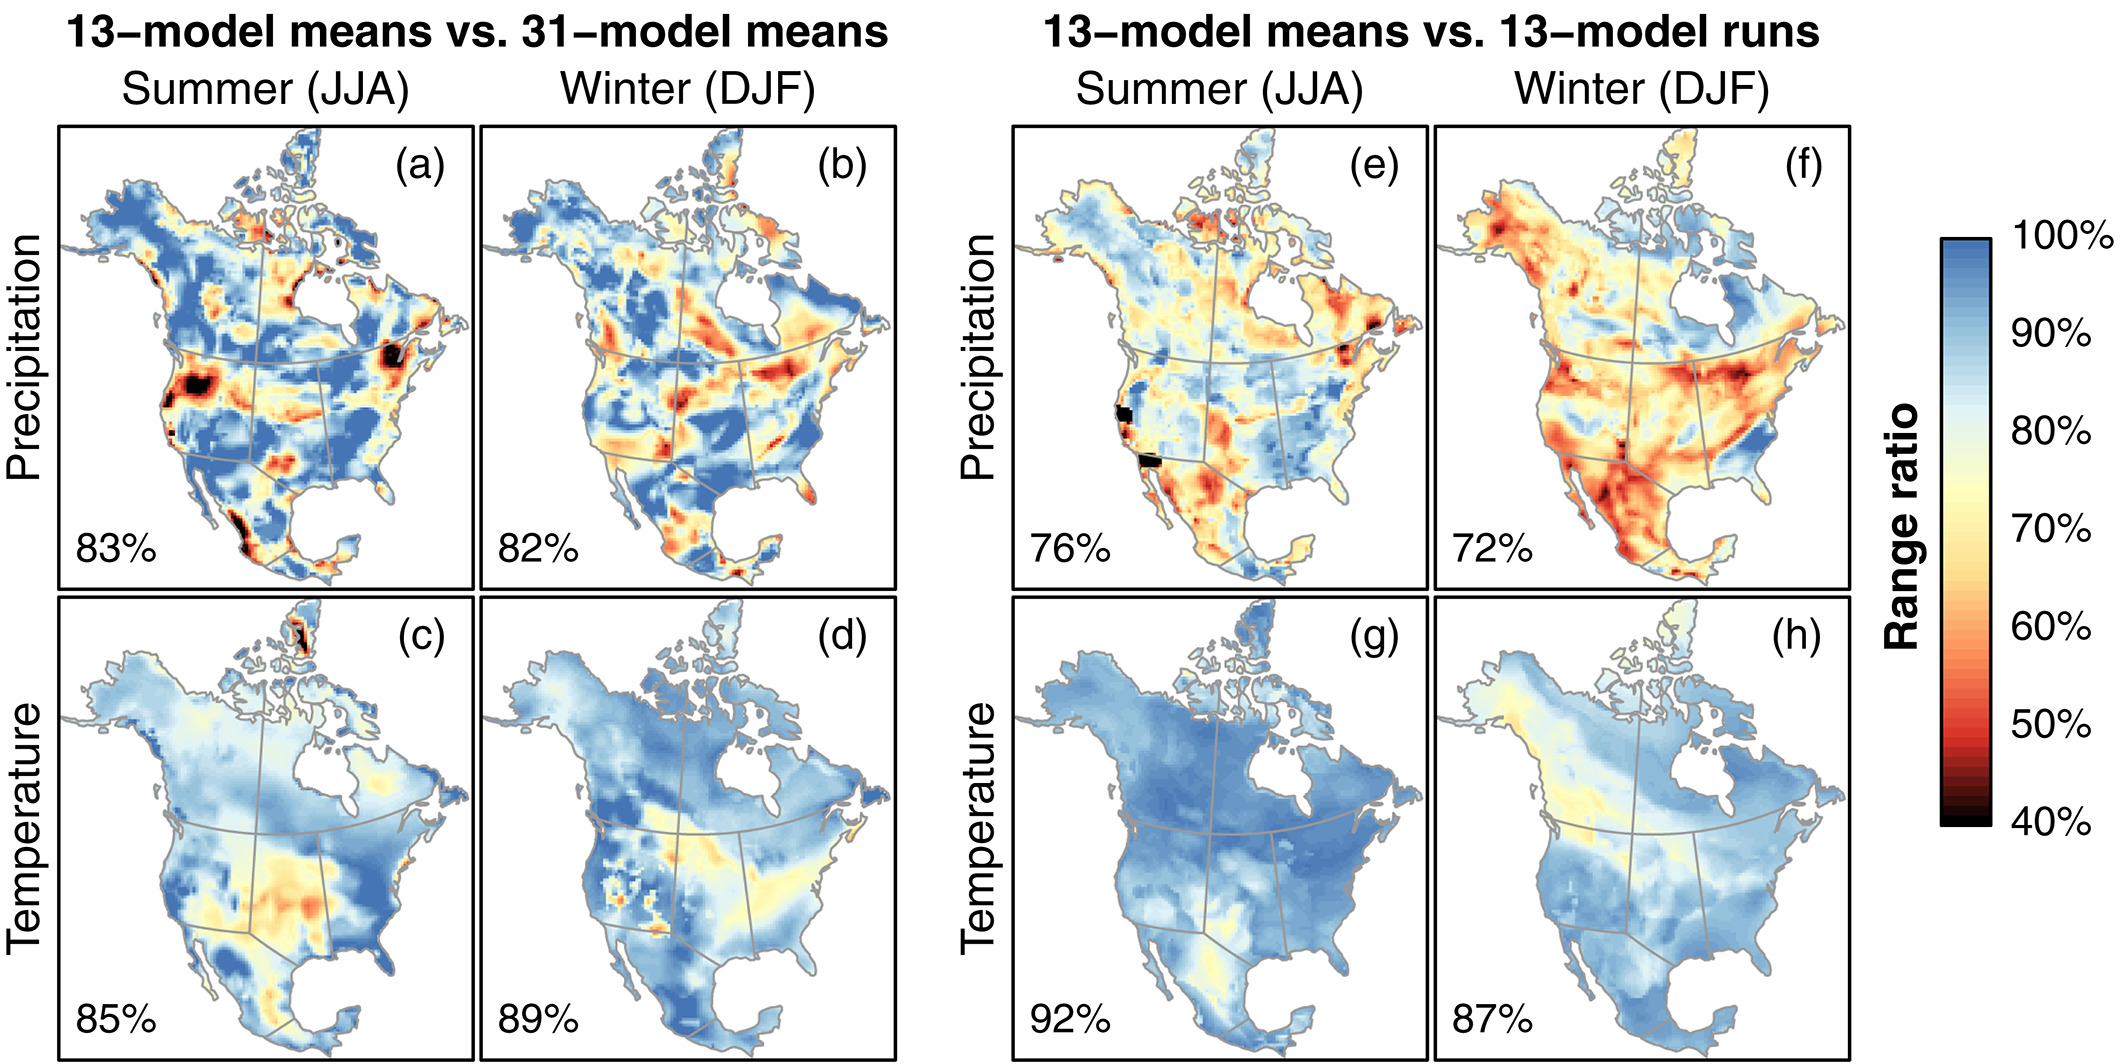 13−model means vs. 31−model means
13−model means vs. 13−model runs
Summer (JJA)
Winter (DJF)
Summer (JJA)
Winter (DJF)
Precipitation
(a)
83%
(b)
82%
Precipitation
(e)
76%
(f)
72%
Temperature
(c)
85%
(d)
89%
Temperature
(g)
92%
(h)
87%
Range ratio
100%
90%
80%
70%
60%
50%
40%